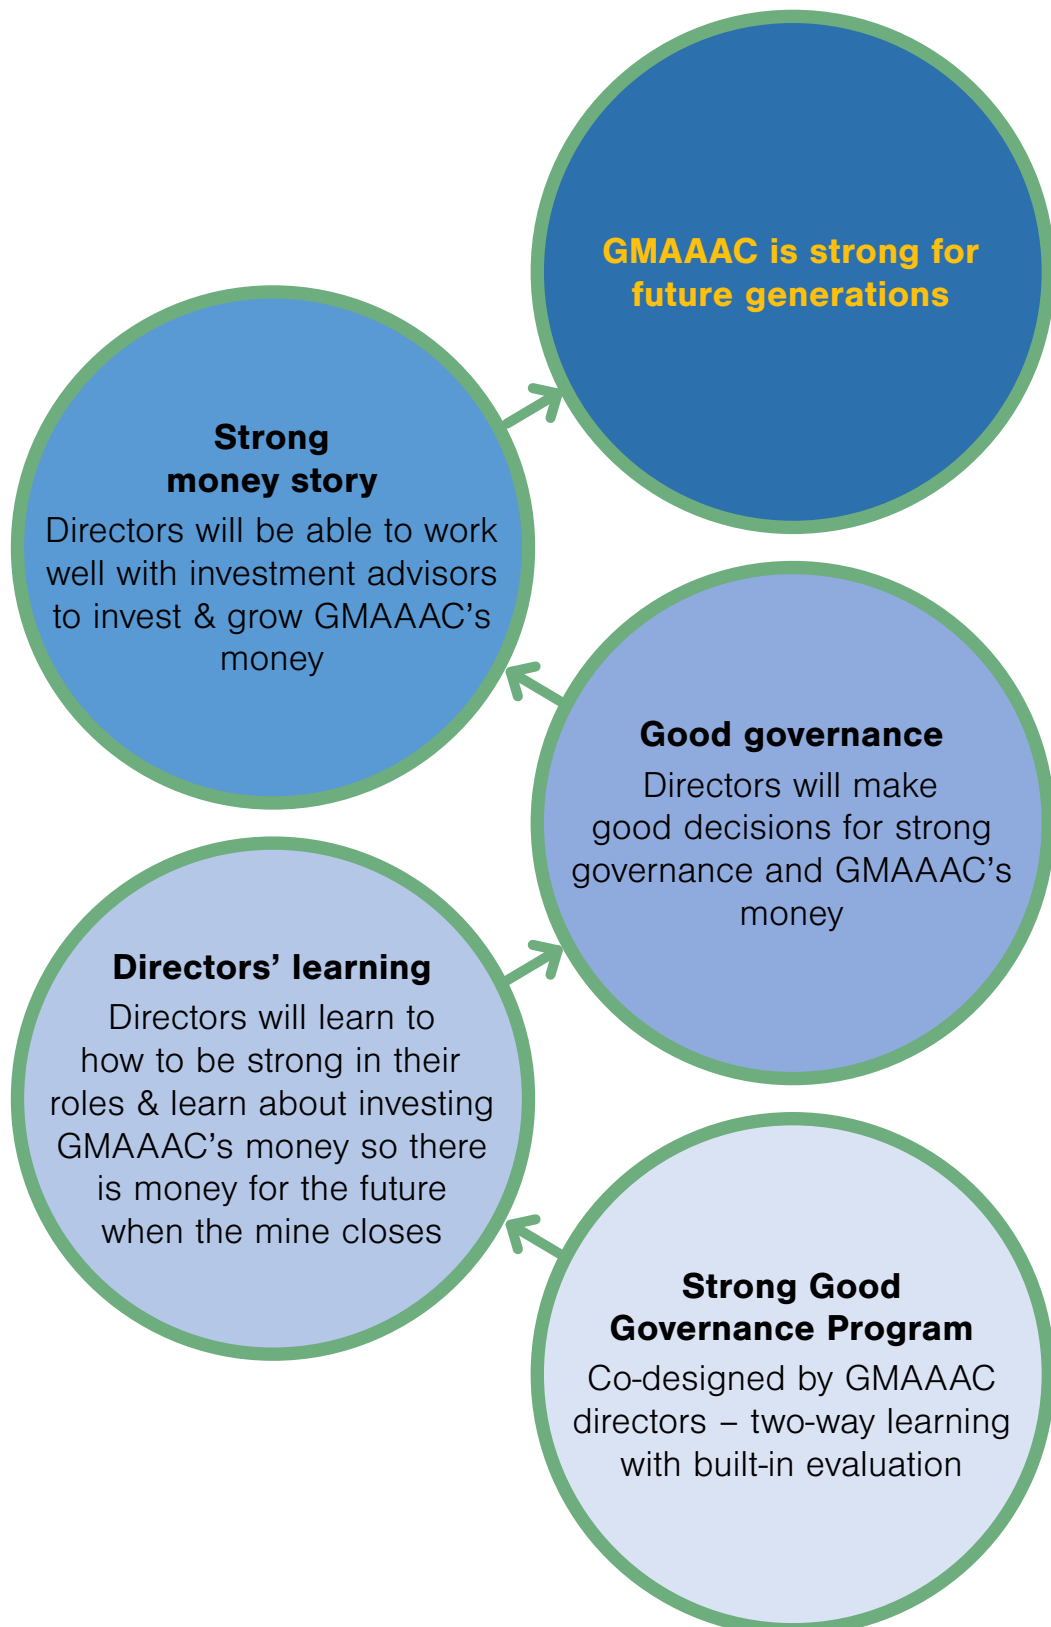 GMAAAC is strong for
future generations
Strong
money story
Directors will be able to work
well with investment advisors
to invest & grow GMAAAC’s
money
Good governance
Directors will make
good decisions for strong
governance and GMAAAC’s
money
Directors’ learning
Directors will learn to
how to be strong in their
roles & learn about investing
GMAAAC’s money so there
is money for the future
when the mine closes
Strong Good
Governance Program
Co-designed by GMAAAC
directors – two-way learning
with built-in evaluation